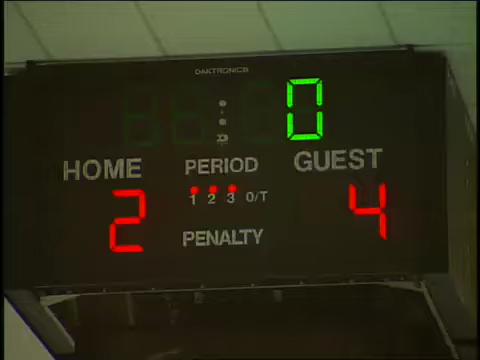 DAKTRONICS
0
HOME PERIOD GUEST
1 2 3 O/T
2 4
PENALTY